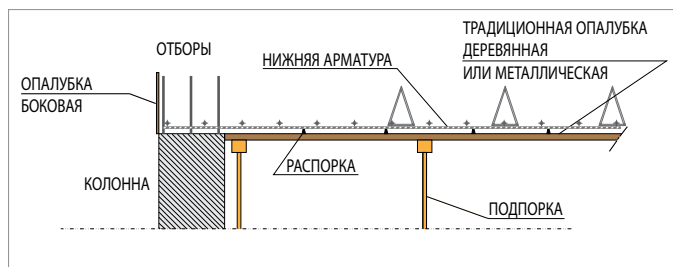 ТРАДИЦИОННАЯ ОПАЛУБКА
ДЕРЕВЯННАЯ
ИЛИ МЕТАЛЛИЧЕСКАЯ
ОТБОРЫ
НИЖНЯЯ АРМАТУРА
ОПАЛУБКА
БОКОВАЯ
РАСПОРКА
КОЛОННА
ПОДПОРКА